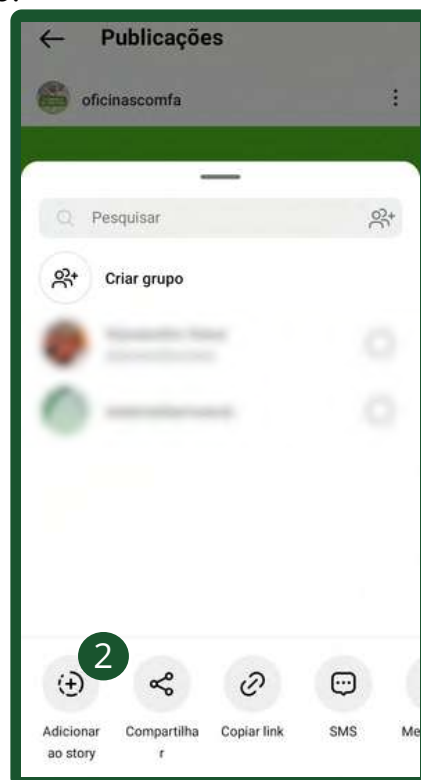 Publicações
oficinascomfa
Pesquisar
Criar grupo
2
Adicionar
ao story
Compartilha
r
Copiar link
SMS
Me